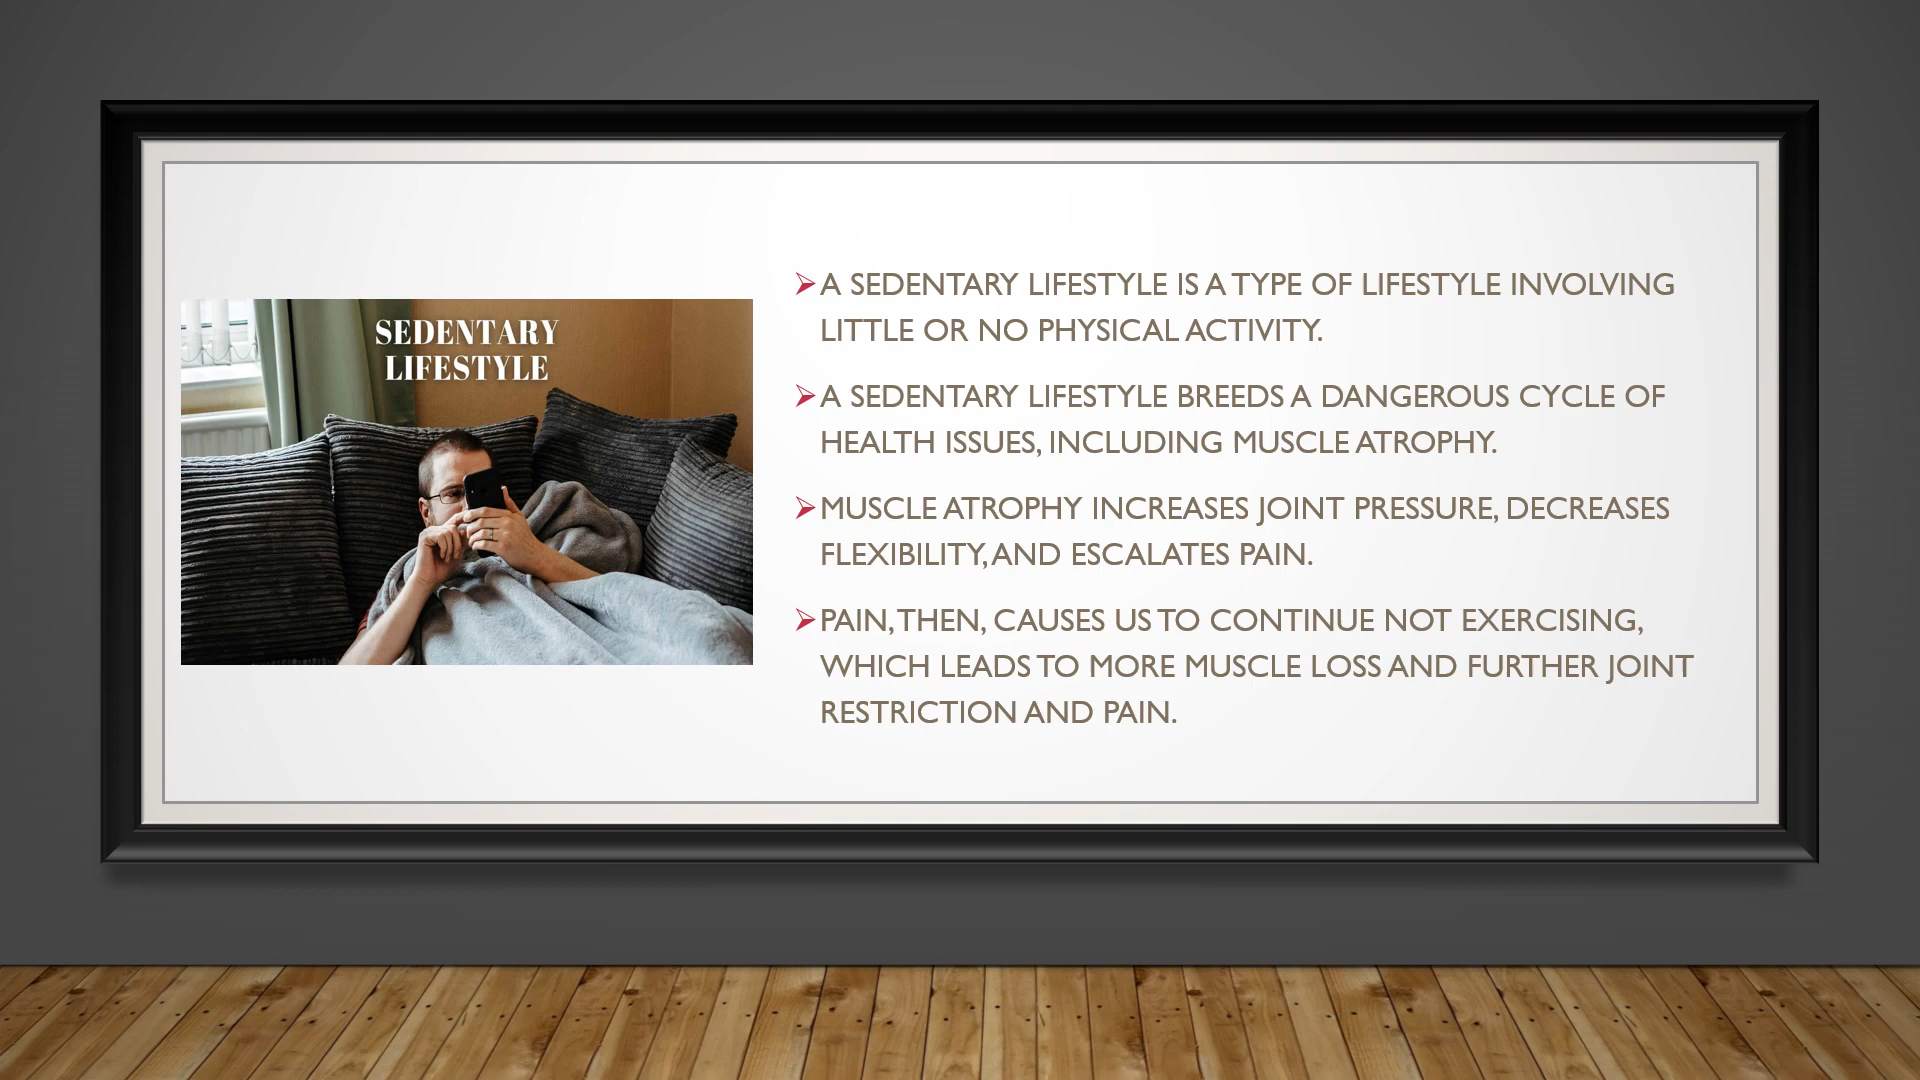 SEDENTARY
LIFESTYLE
A SEDENTARY LIFESTYLE IS A TYPE OF LIFESTYLE INVOLVING
LITTLE OR NO PHYSICAL ACTIVITY.
A SEDENTARY LIFESTYLE BREEDS A DANGEROUS CYCLE OF
HEALTH ISSUES, INCLUDING MUSCLE ATROPHY.
MUSCLE ATROPHY INCREASES JOINT PRESSURE, DECREASES
FLEXIBILITY, AND ESCALATES PAIN.
PAIN, THEN, CAUSES US TO CONTINUE NOT EXERCISING,
WHICH LEADS TO MORE MUSCLE LOSS AND FURTHER JOINT
RESTRICTION AND PAIN.